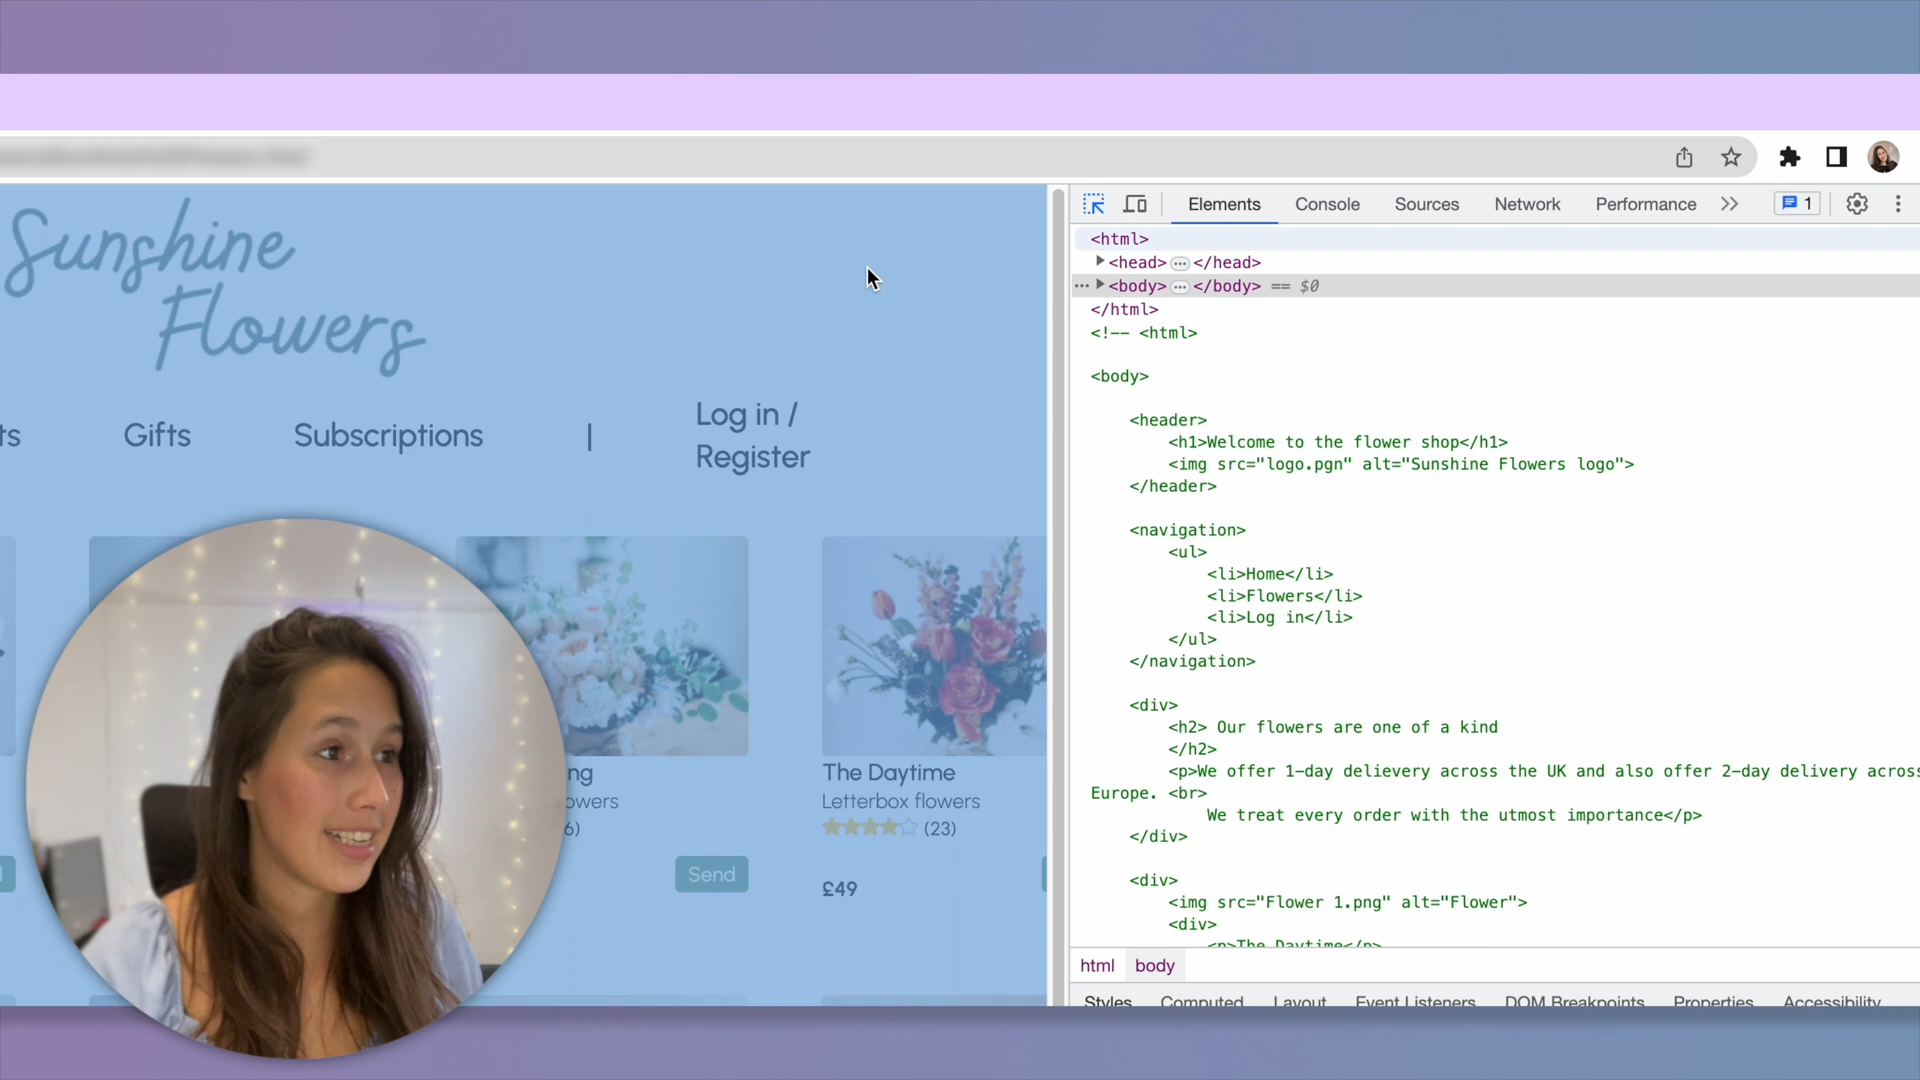 Sunshine
Flowers
ts
Gifts
Subscriptions
|
Log in /
Register
ng
owers
6)
Send
The Daytime
Letterbox flowers
(23)
£49
Elements
Console
Sources
Network
Performance
1
<html>
<head> ... </head>
... <body> ... </body> == $0
</html>
<!-- <html>
<body>
<header>
<h1>Welcome to the flower shop</h1>
<img src="logo.pgn" alt="Sunshine Flowers logo">
</header>
<navigation>
<ul>
<li>Home</li>
<li>Flowers</li>
<li>Log in</li>
</ul>
</navigation>
<div>
<h2> Our flowers are one of a kind
</h2>
<p>We offer 1-day delievery across the UK and also offer 2-day delivery across
Europe. <br>
We treat every order with the utmost importance</p>
</div>
<div>
<img src="Flower 1.png" alt="Flower">
<div>
<p>The Daytime</p>
html
body
Styles
Computed
Layout
Event Listeners
DOM Breakpoints
Properties
Accessibility